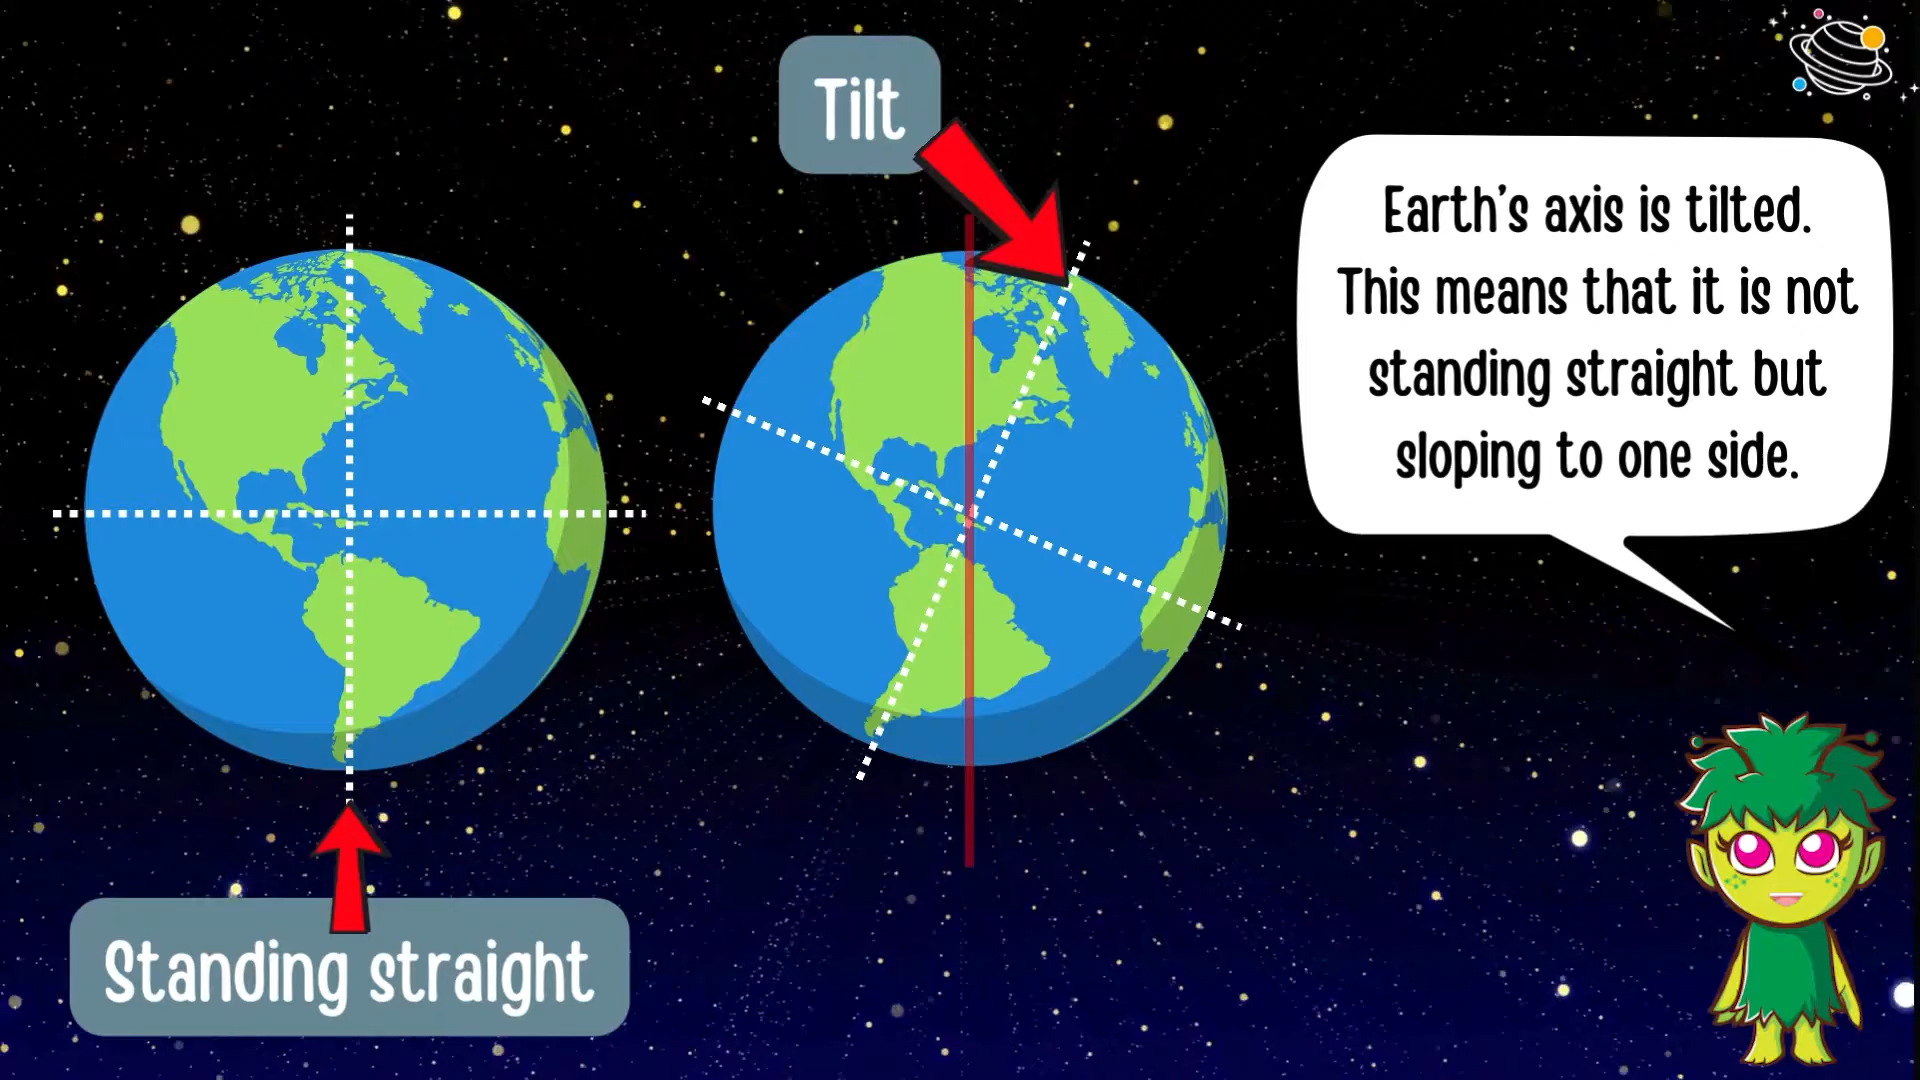 Tilt
Earth's axis is tilted.
This means that it is not
standing straight but
sloping to one side.
Standing straight